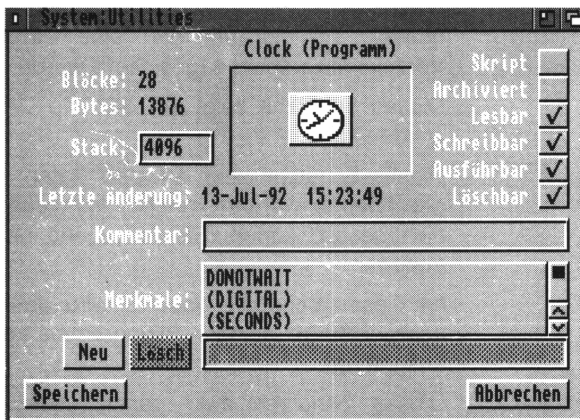 System:Utilities
Clock (Programm)
Blöcke: 28
Bytes: 13876
Stack: 4096
Skript
Archiviert
Lesbar
Schreibbar
Ausführbar
Löschbar
Letzte Änderung: 13-Jul-92 15:23:49
Kommentar:
Merkmale:
DONOTWAIT
(DIGITAL)
(SECONDS)
Neu
Lösch
Speichern
Abbrechen